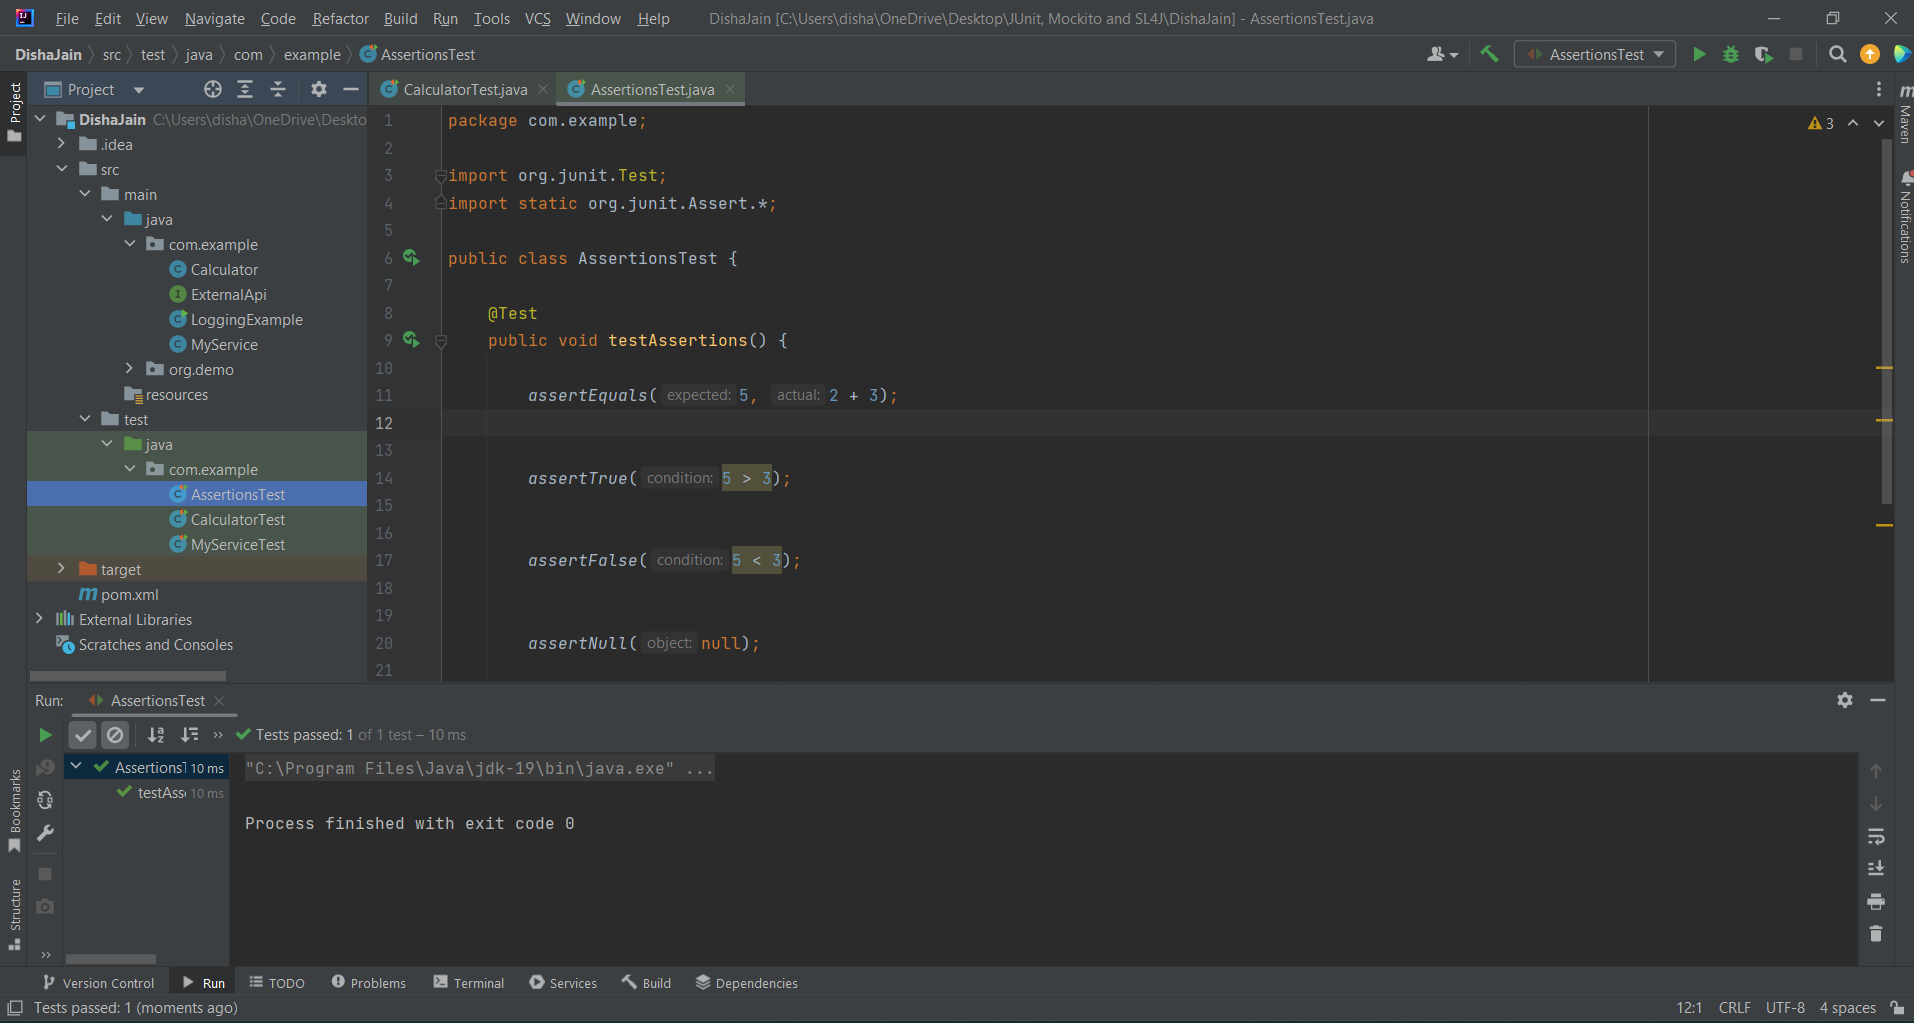 File Edit View Navigate Code Refactor Build Run Tools VCS Window Help DishaJain [C:\Users\disha\OneDrive\Desktop\JUnit, Mockito and SL4J\DishaJain] - AssertionsTest.java
DishaJain src test java com example AssertionsTest AssertionsTest
Project
CalculatorTest.java AssertionsTest.java
Project
Maven
Notifications
DishaJain C:\Users\disha\OneDrive\Deskto
.idea
src
main
java
com.example
Calculator
ExternalApi
LoggingExample
MyService
org.demo
resources
test
java
com.example
AssertionsTest
CalculatorTest
MyServiceTest
target
pom.xml
External Libraries
Scratches and Consoles
3
1 package com.example;
2
3 import org.junit.Test;
4 import static org.junit.Assert.*;
5
6 public class AssertionsTest {
7
8 @Test
9 public void testAssertions() {
10
11 assertEquals( expected: 5, actual: 2 + 3);
12
13
14 assertTrue( condition: 5 > 3);
15
16
17 assertFalse( condition: 5 < 3);
18
19
20 assertNull( object: null);
21
Run: AssertionsTest
Tests passed: 1 of 1 test – 10 ms
AssertionsT 10 ms
testAsse 10 ms
"C:\Program Files\Java\jdk-19\bin\java.exe" ...
Process finished with exit code 0
Bookmarks
Structure
Version Control Run TODO Problems Terminal Services Build Dependencies
Tests passed: 1 (moments ago) 12:1 CRLF UTF-8 4 spaces